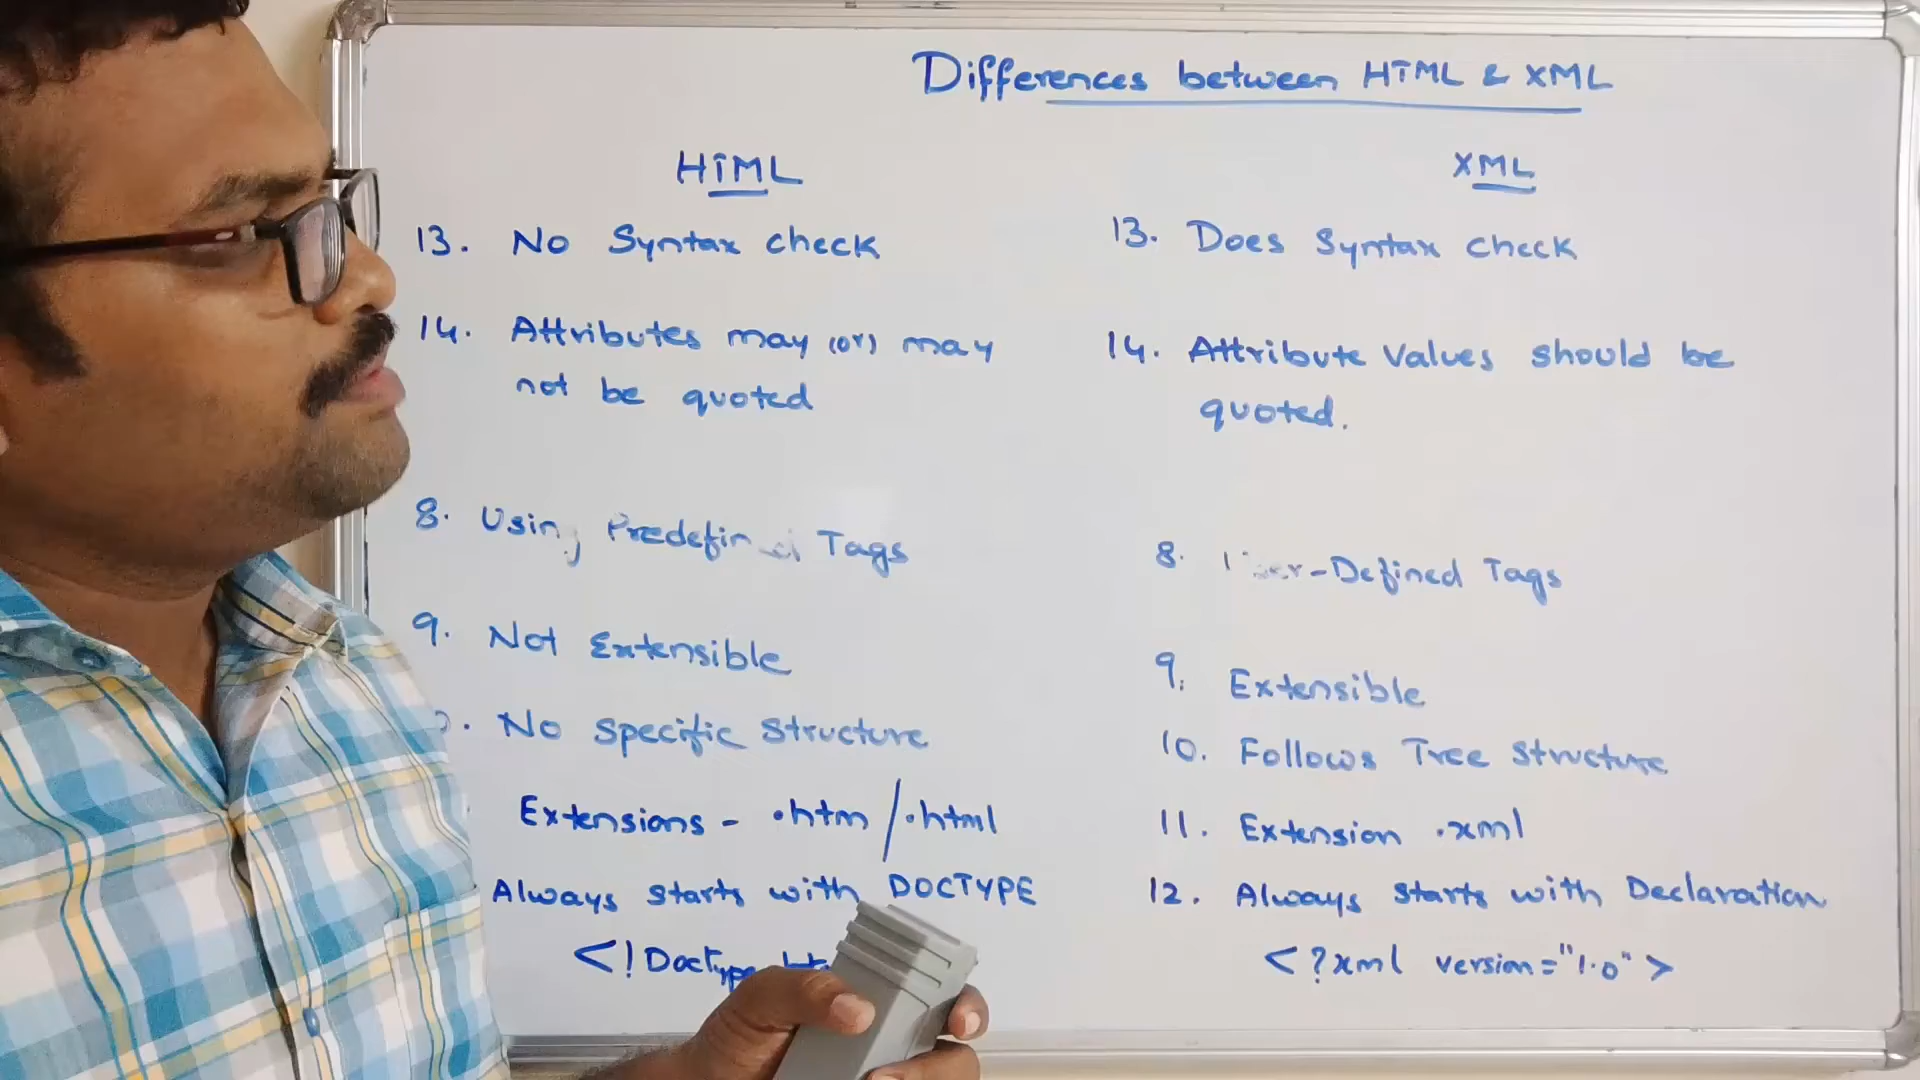 Differences between HTML & XML
HTML
13. No Syntax check
14. Attributes may (or) may
not be quoted
8. Using Predefined Tags
9. Not Extensible
No specific structure
Extensions - .htm/.html
Always starts with DOCTYPE
<!Doctype
XML
13. Does Syntax check
14. Attribute Values should be
quoted.
8. User-Defined Tags
9. Extensible
10. Follows Tree structure
11. Extension .xml
12. Always starts with Declaration
<?xml version="1.0">